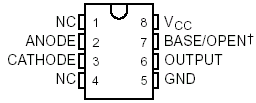 NC 1 8 VCC
ANODE 2 7 BASE/OPEN†
CATHODE 3 6 OUTPUT
NC 4 5 GND